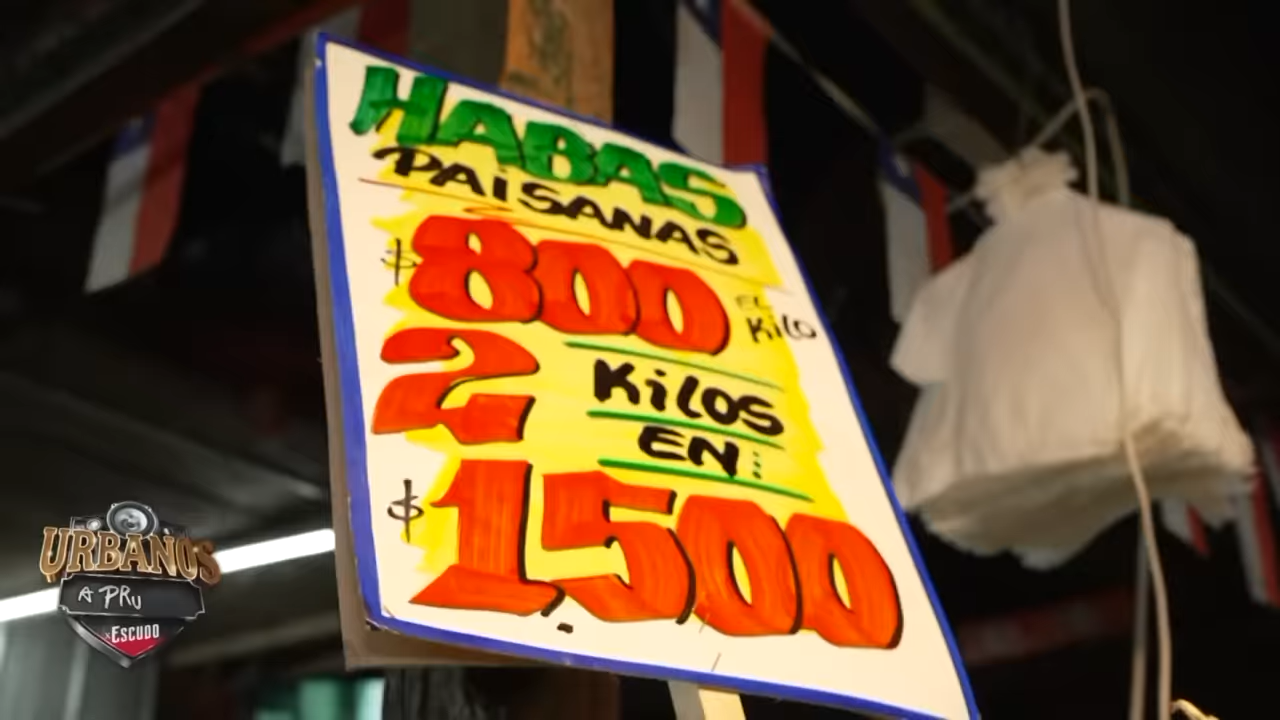 HABAS
PAISANAS
$800 EL KILO
2 KILOS
EN:
$1.500
URBANOS
A PRU
x ESCUDO